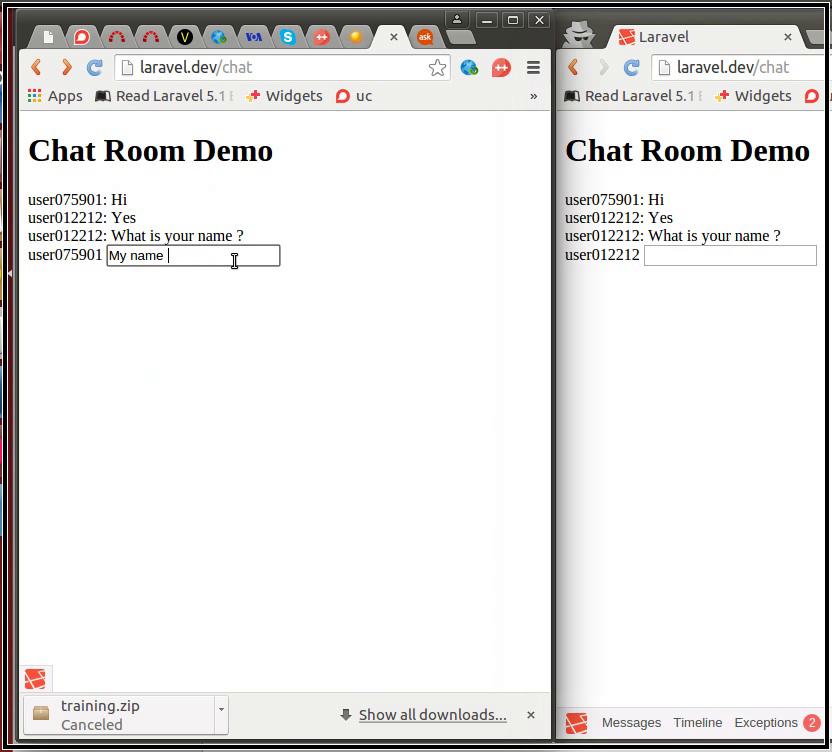 V
VOA
S
++
ask
Laravel
laravel.dev/chat
++
laravel.dev/chat
Apps
Read Laravel 5.1
Widgets
uc
»
Read Laravel 5.1
Widgets
Chat Room Demo
user075901: Hi
user012212: Yes
user012212: What is your name ?
user075901 My name
Chat Room Demo
user075901: Hi
user012212: Yes
user012212: What is your name ?
user012212
training.zip
Canceled
Show all downloads...
Messages Timeline Exceptions 2